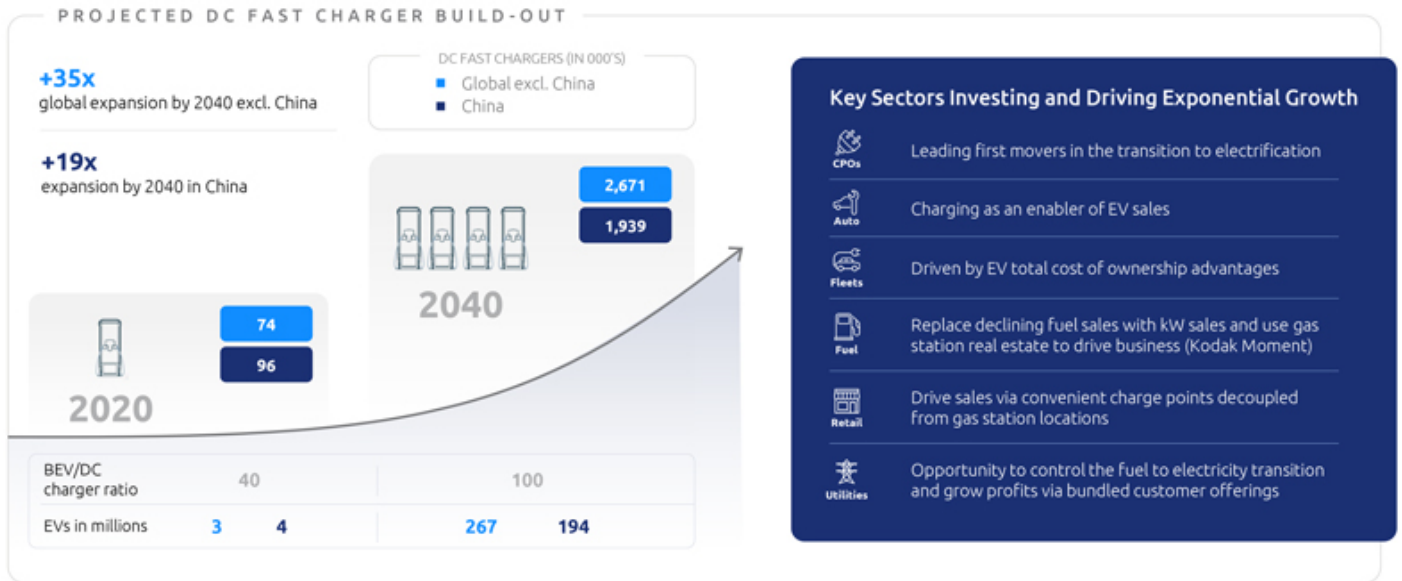 PROJECTED DC FAST CHARGER BUILD-OUT
+35x
global expansion by 2040 excl. China
+19x
expansion by 2040 in China
DC FAST CHARGERS (IN 000'S)
Global excl. China
China
2,671
1,939
2040
74
96
2020
BEV/DC
charger ratio
40
100
EVs in millions
3
4
267
194
Key Sectors Investing and Driving Exponential Growth
CPOs
Leading first movers in the transition to electrification
Auto
Charging as an enabler of EV sales
Fleets
Driven by EV total cost of ownership advantages
Fuel
Replace declining fuel sales with kW sales and use gas
station real estate to drive business (Kodak Moment)
Retail
Drive sales via convenient charge points decoupled
from gas station locations
Utilities
Opportunity to control the fuel to electricity transition
and grow profits via bundled customer offerings